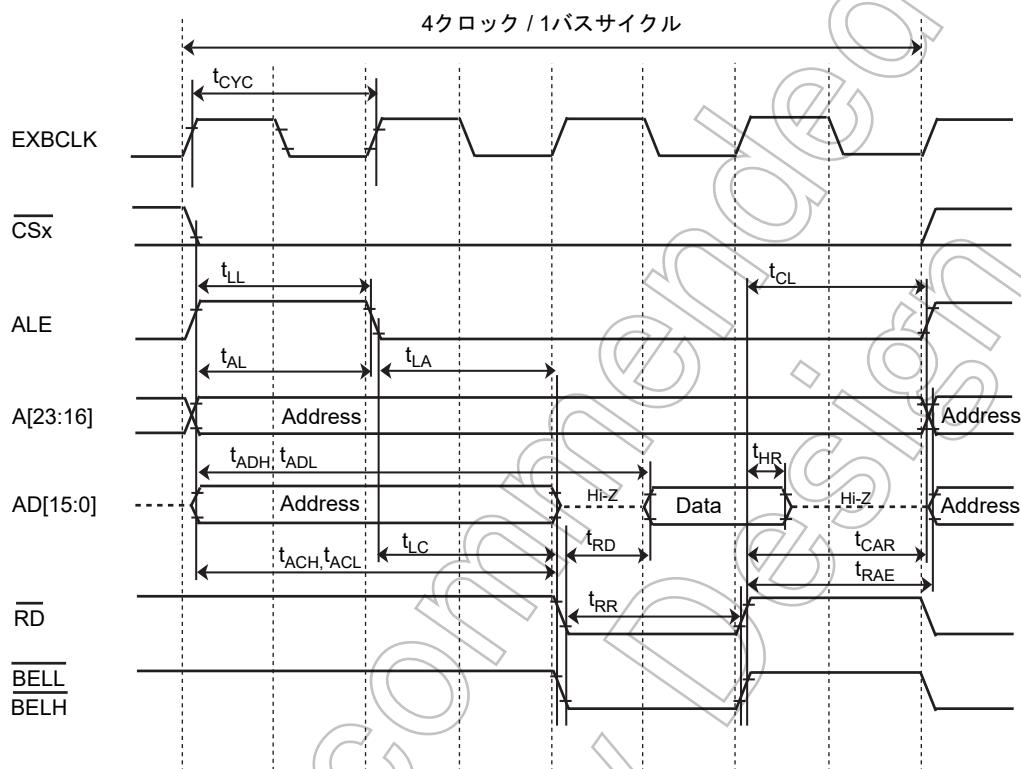 4クロック / 1バスサイクル
tCYC
EXBCLK
CSx
tLL
tCL
ALE
tAL
tLA
A[23:16]
Address
Address
tADH, tADL
tHR
AD[15:0]
Address
Hi-Z
Data
Hi-Z
Address
tLC
tRD
tCAR
tACH,tACL
tRAE
tRR
RD
BELL
BELH
commended
Design